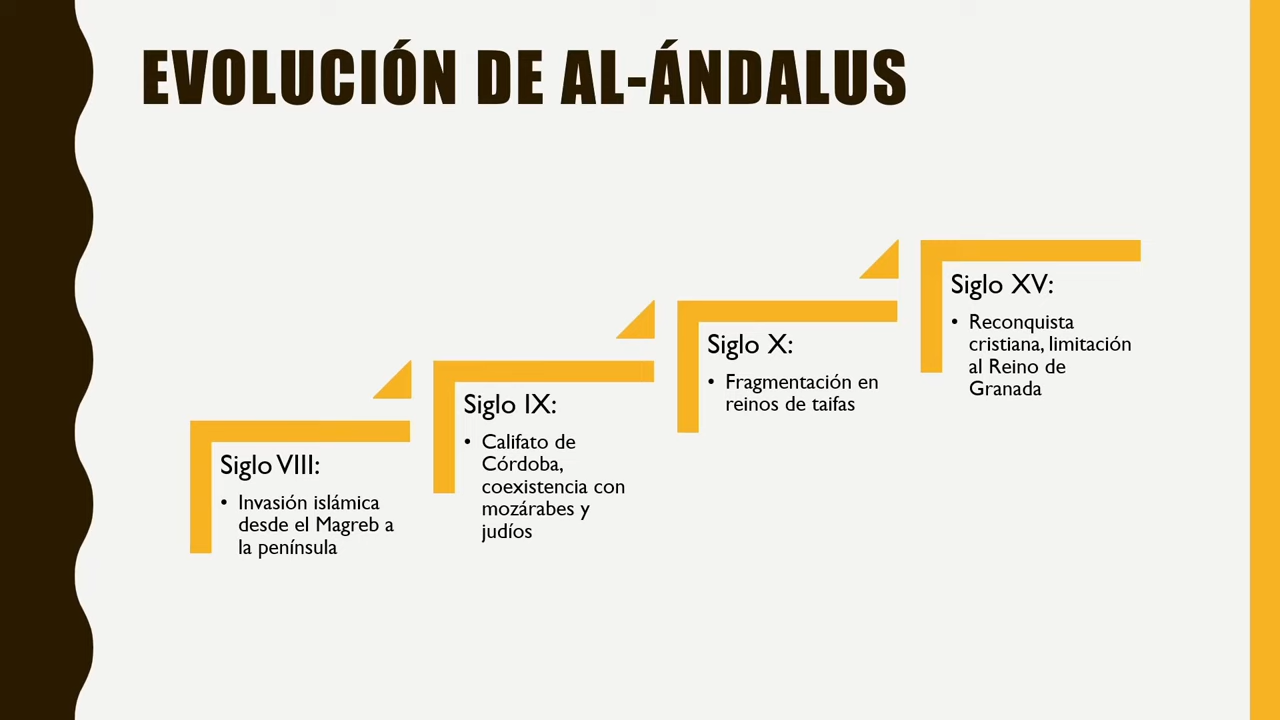 EVOLUCIÓN DE AL-ÁNDALUS
Siglo VIII:
• Invasión islámica
desde el Magreb a
la península
Siglo IX:
• Califato de
Córdoba,
coexistencia con
mozárabes y
judíos
Siglo X:
• Fragmentación en
reinos de taifas
Siglo XV:
• Reconquista
cristiana, limitación
al Reino de
Granada